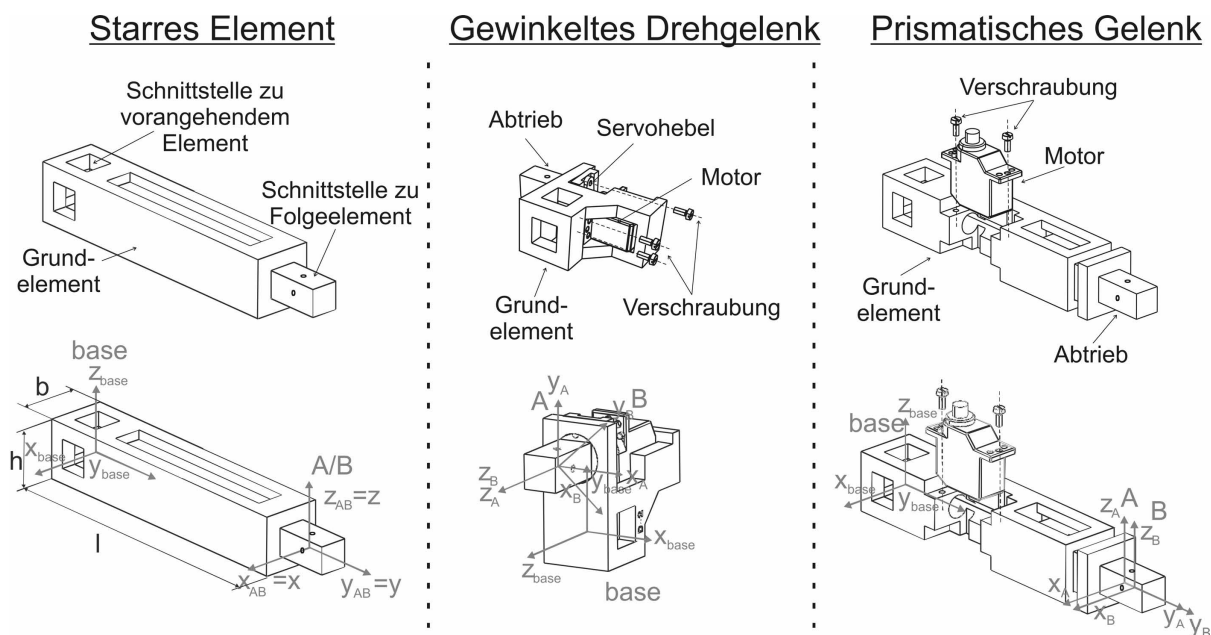 Starres Element
Schnittstelle zu
vorangehendem
Element
Schnittstelle zu
Folgeelement
Grund-
element
base
z_base
b
h
x_base
y_base
l
A/B
z_AB=z
x_AB=x
y_AB=y
Gewinkeltes Drehgelenk
Abtrieb
Servohebel
Motor
Grund-
element
Verschraubung
y_A
A
y_B
B
z_B
z_A
x_B
y_base
x_A
x_base
z_base
base
Prismatisches Gelenk
Verschraubung
Motor
Grund-
element
Abtrieb
base
z_base
x_base
y_base
z_A
A
B
z_B
x_A
x_B
y_A
y_B